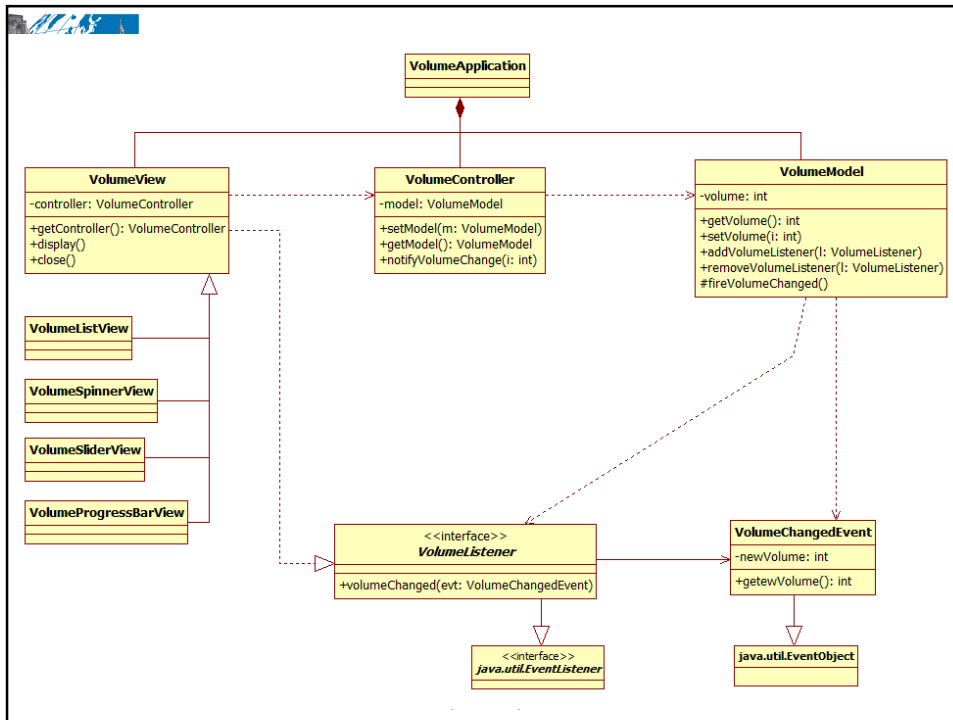 VolumeApplication
VolumeView
-controller: VolumeController
+getController(): VolumeController
+display()
+close()
VolumeController
-model: VolumeModel
+setModel(m: VolumeModel)
+getModel(): VolumeModel
+notifyVolumeChange(i: int)
VolumeModel
-volume: int
+getVolume(): int
+setVolume(i: int)
+addVolumeListener(l: VolumeListener)
+removeVolumeListener(l: VolumeListener)
#fireVolumeChanged()
VolumeListView
VolumeSpinnerView
VolumeSliderView
VolumeProgressBarView
<<interface>>
VolumeListener
+volumeChanged(evt: VolumeChangedEvent)
VolumeChangedEvent
-newVolume: int
+getewVolume(): int
<<interface>>
java.util.EventListener
java.util.EventObject